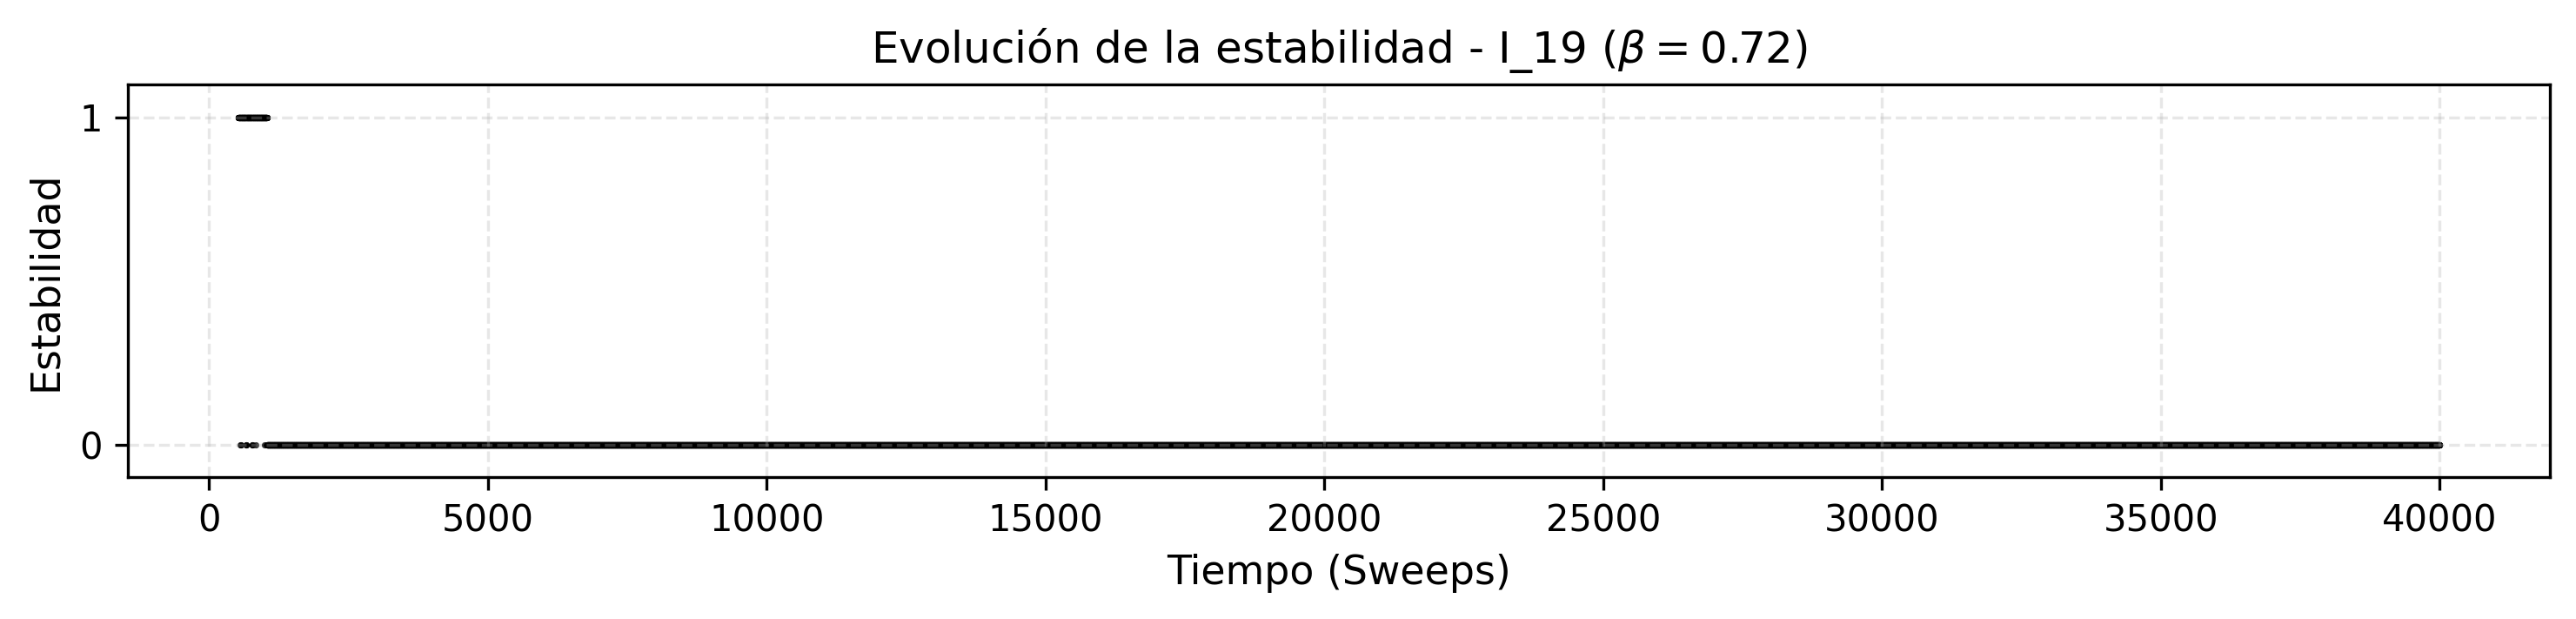 Evolución de la estabilidad - I_19 (β = 0.72)
Estabilidad
1
0
0 5000 10000 15000 20000 25000 30000 35000 40000
Tiempo (Sweeps)